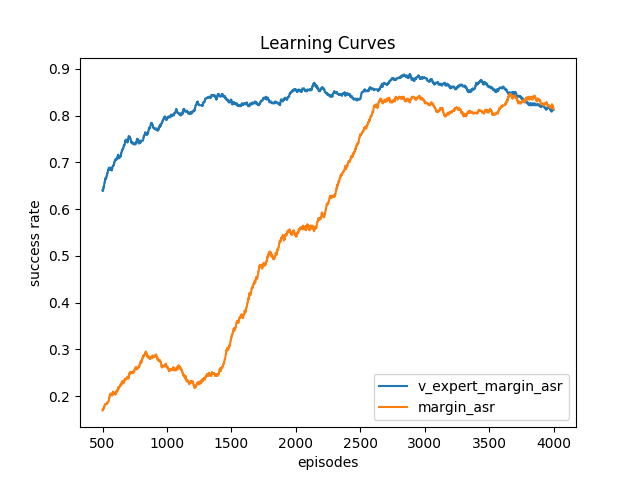 Learning Curves
0.9
0.8
0.7
0.6
0.5
0.4
0.3
0.2
success rate
500 1000 1500 2000 2500 3000 3500 4000
episodes
v_expert_margin_asr
margin_asr